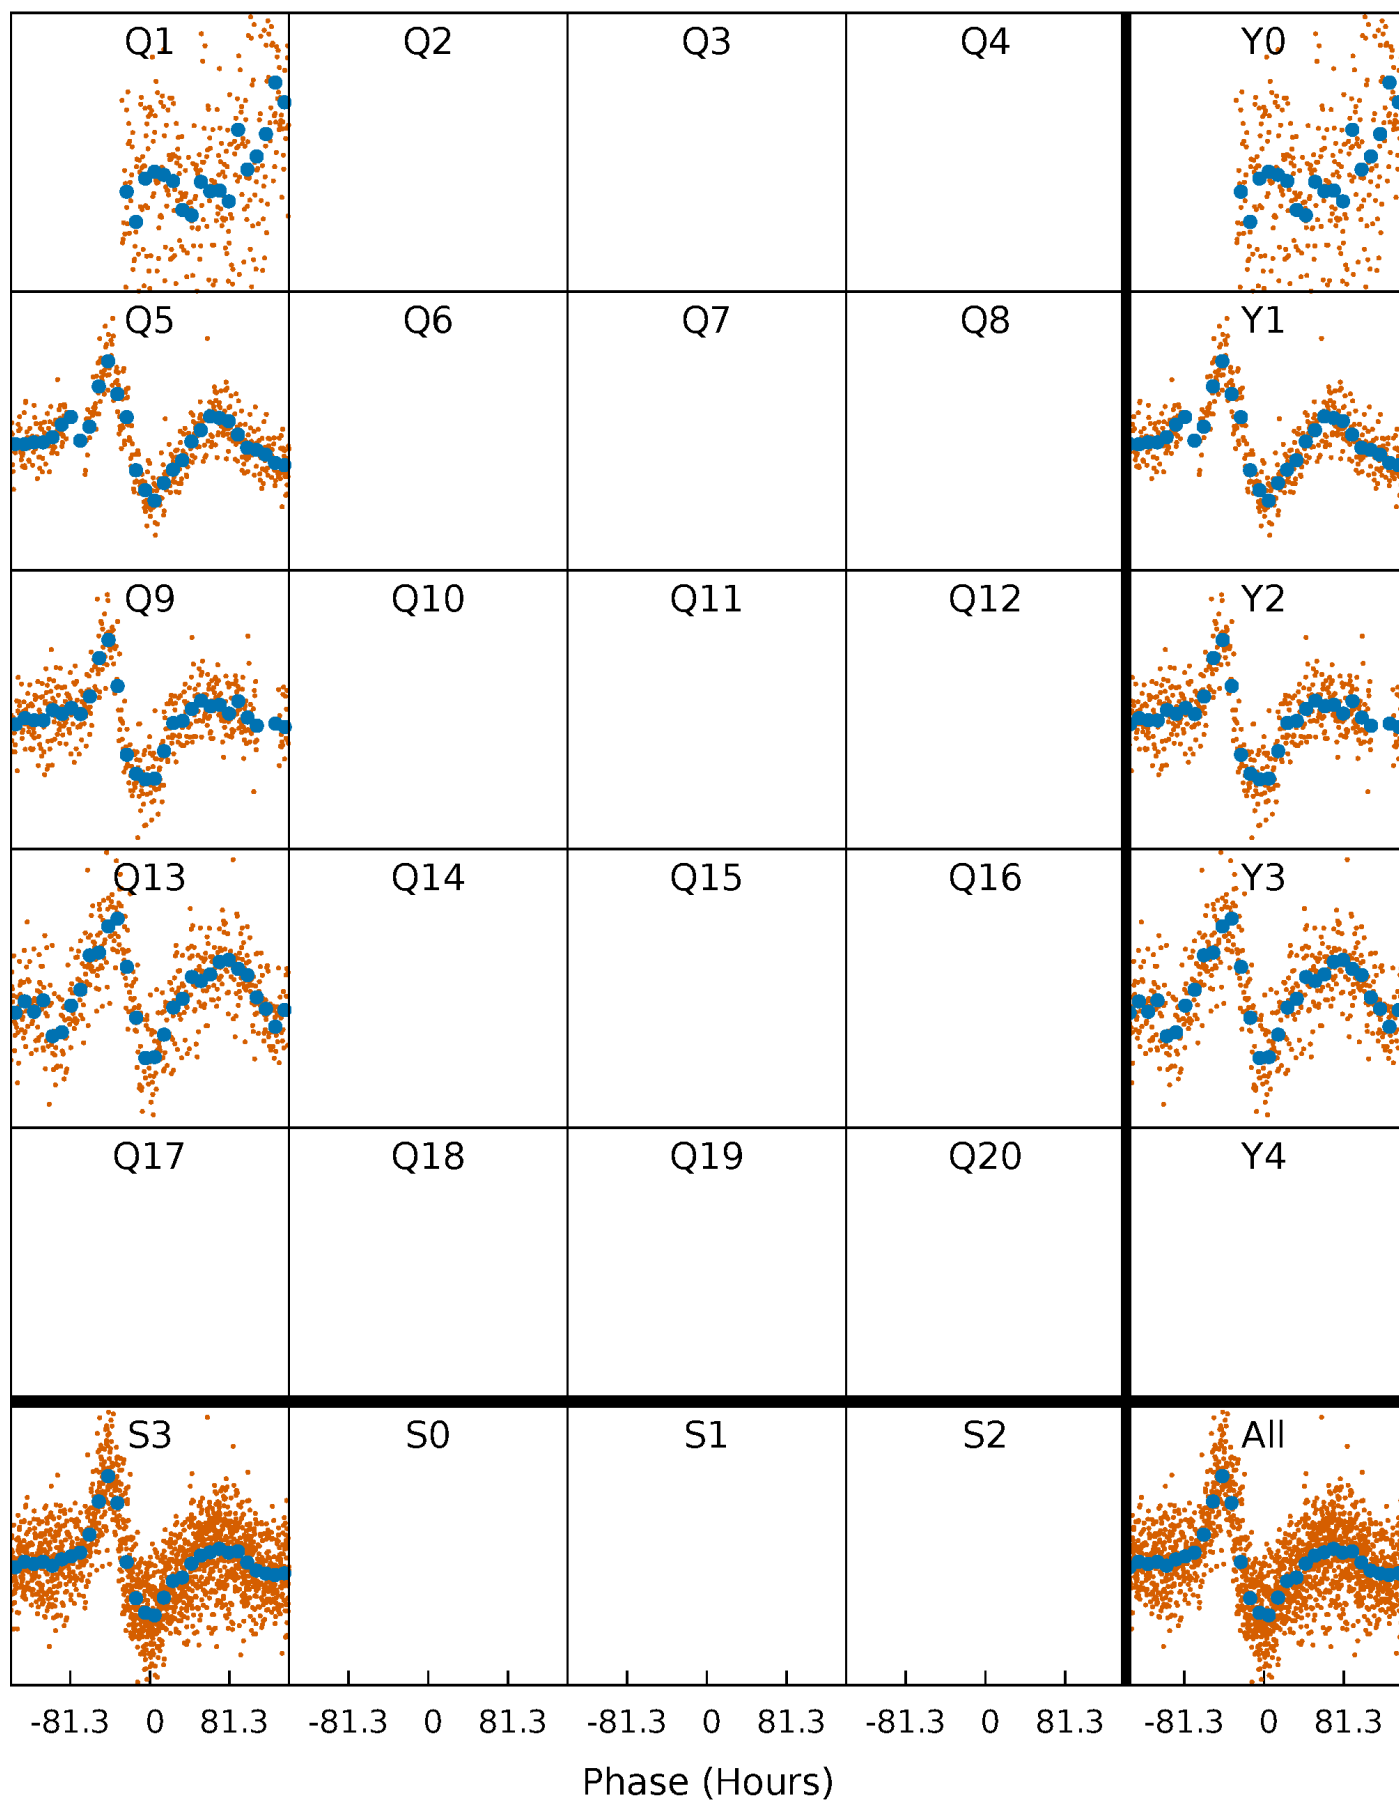 Q1 Q2 Q3 Q4 Y0
Q5 Q6 Q7 Q8 Y1
Q9 Q10 Q11 Q12 Y2
Q13 Q14 Q15 Q16 Y3
Q17 Q18 Q19 Q20 Y4
S3 S0 S1 S2 All
-81.3 0 81.3 -81.3 0 81.3 -81.3 0 81.3 -81.3 0 81.3 -81.3 0 81.3
Phase (Hours)